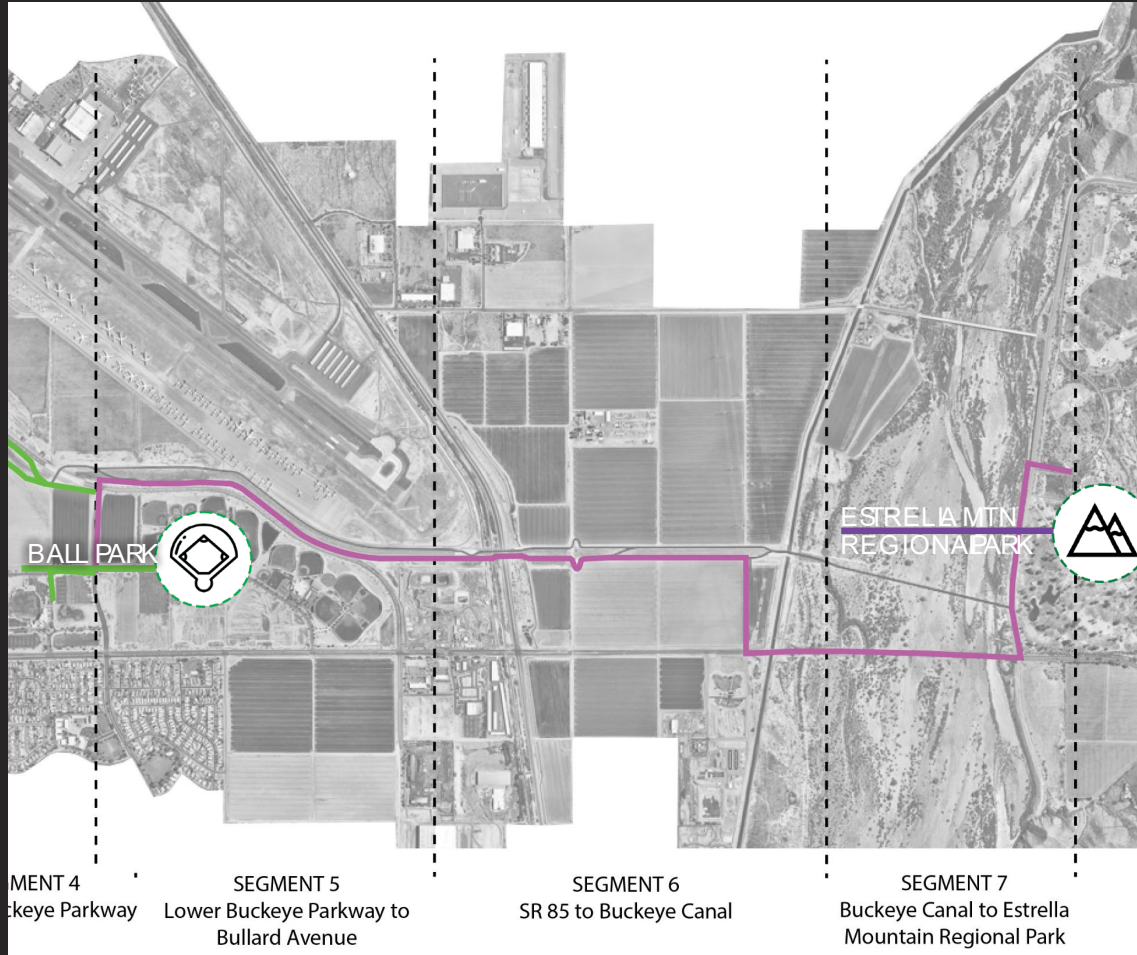 BALL PARK
ESTRELLA MTN
REGIONAL PARK
GMENT 4
ckeye Parkway
SEGMENT 5
Lower Buckeye Parkway to
Bullard Avenue
SEGMENT 6
SR 85 to Buckeye Canal
SEGMENT 7
Buckeye Canal to Estrella
Mountain Regional Park